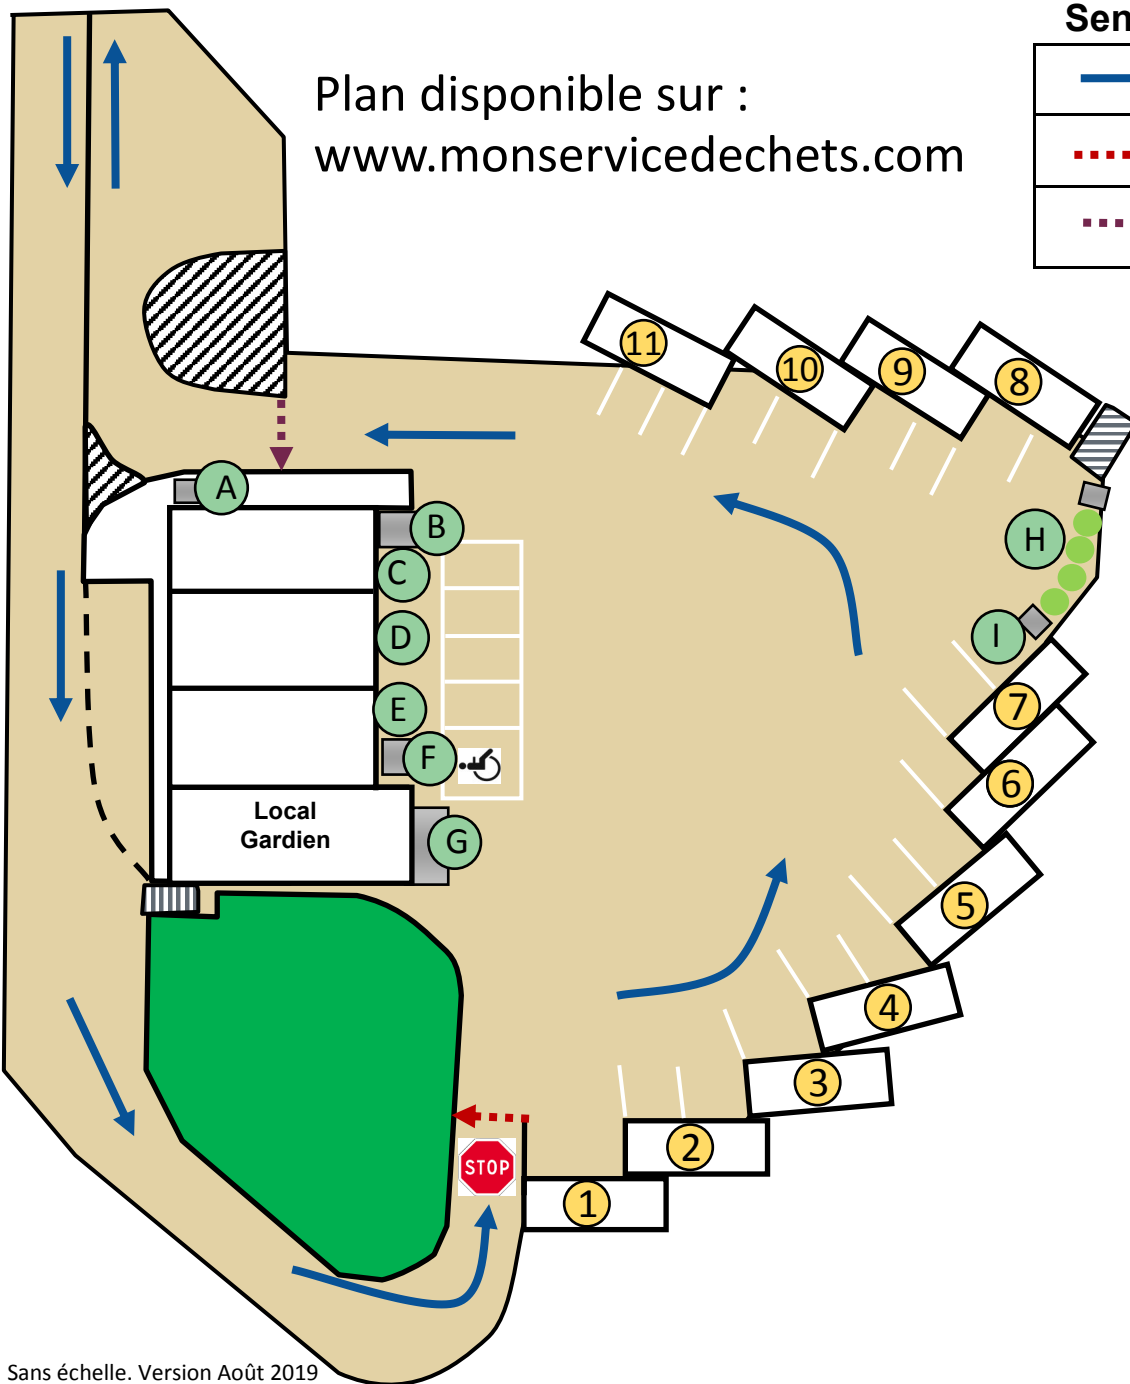 Sen
Plan disponible sur :
www.monservicedechets.com
11
10
9
8
A
B
H
C
I
D
7
E
F
6
Local
Gardien
G
5
4
3
2
STOP
1
Sans échelle. Version Août 2019